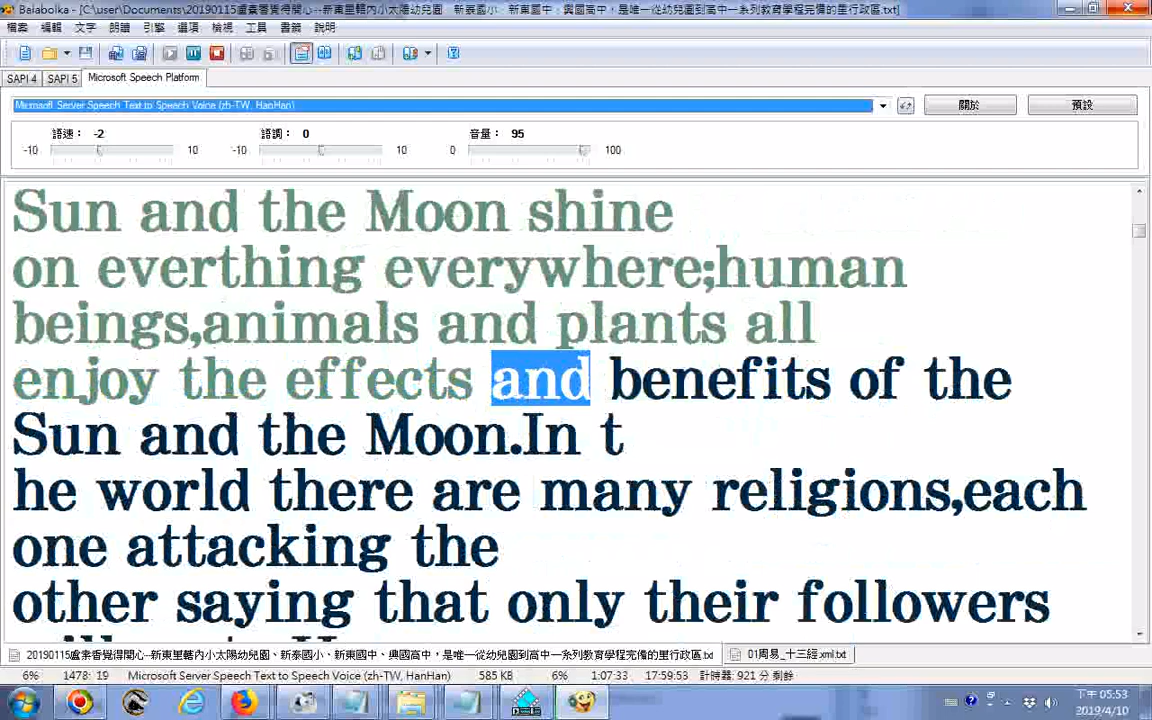 Balabolka - [C:\user\Documents\20190115盧素香覺得開心--新東里轄內小太陽幼兒園、新泰國小、新東國中、興國高中，是唯一從幼兒園到高中一系列教育學程完備的里行政區.txt]
檔案 編輯 文字 朗讀 引擎 選項 檢視 工具 書籤 說明
SAPI 4 SAPI 5 Microsoft Speech Platform
Microsoft Server Speech Text to Speech Voice (zh-TW, HanHan) 關於 預設
語速： -2 語調： 0 音量： 95
-10 10 -10 10 0 100
Sun and the Moon shine
on everthing everywhere;human
beings,animals and plants all
enjoy the effects and benefits of the
Sun and the Moon.In t
he world there are many religions,each
one attacking the
other saying that only their followers
20190115盧素香覺得開心--新東里轄內小太陽幼兒園、新泰國小、新東國中、興國高中，是唯一從幼兒園到高中一系列教育學程完備的里行政區.txt 01周易_十三經.xml.txt
6% 1478: 19 Microsoft Server Speech Text to Speech Voice (zh-TW, HanHan) 585 KB 6% 1:07:33 17:59:53 計時器: 921 分 剩餘
下午 05:53
2019/4/10